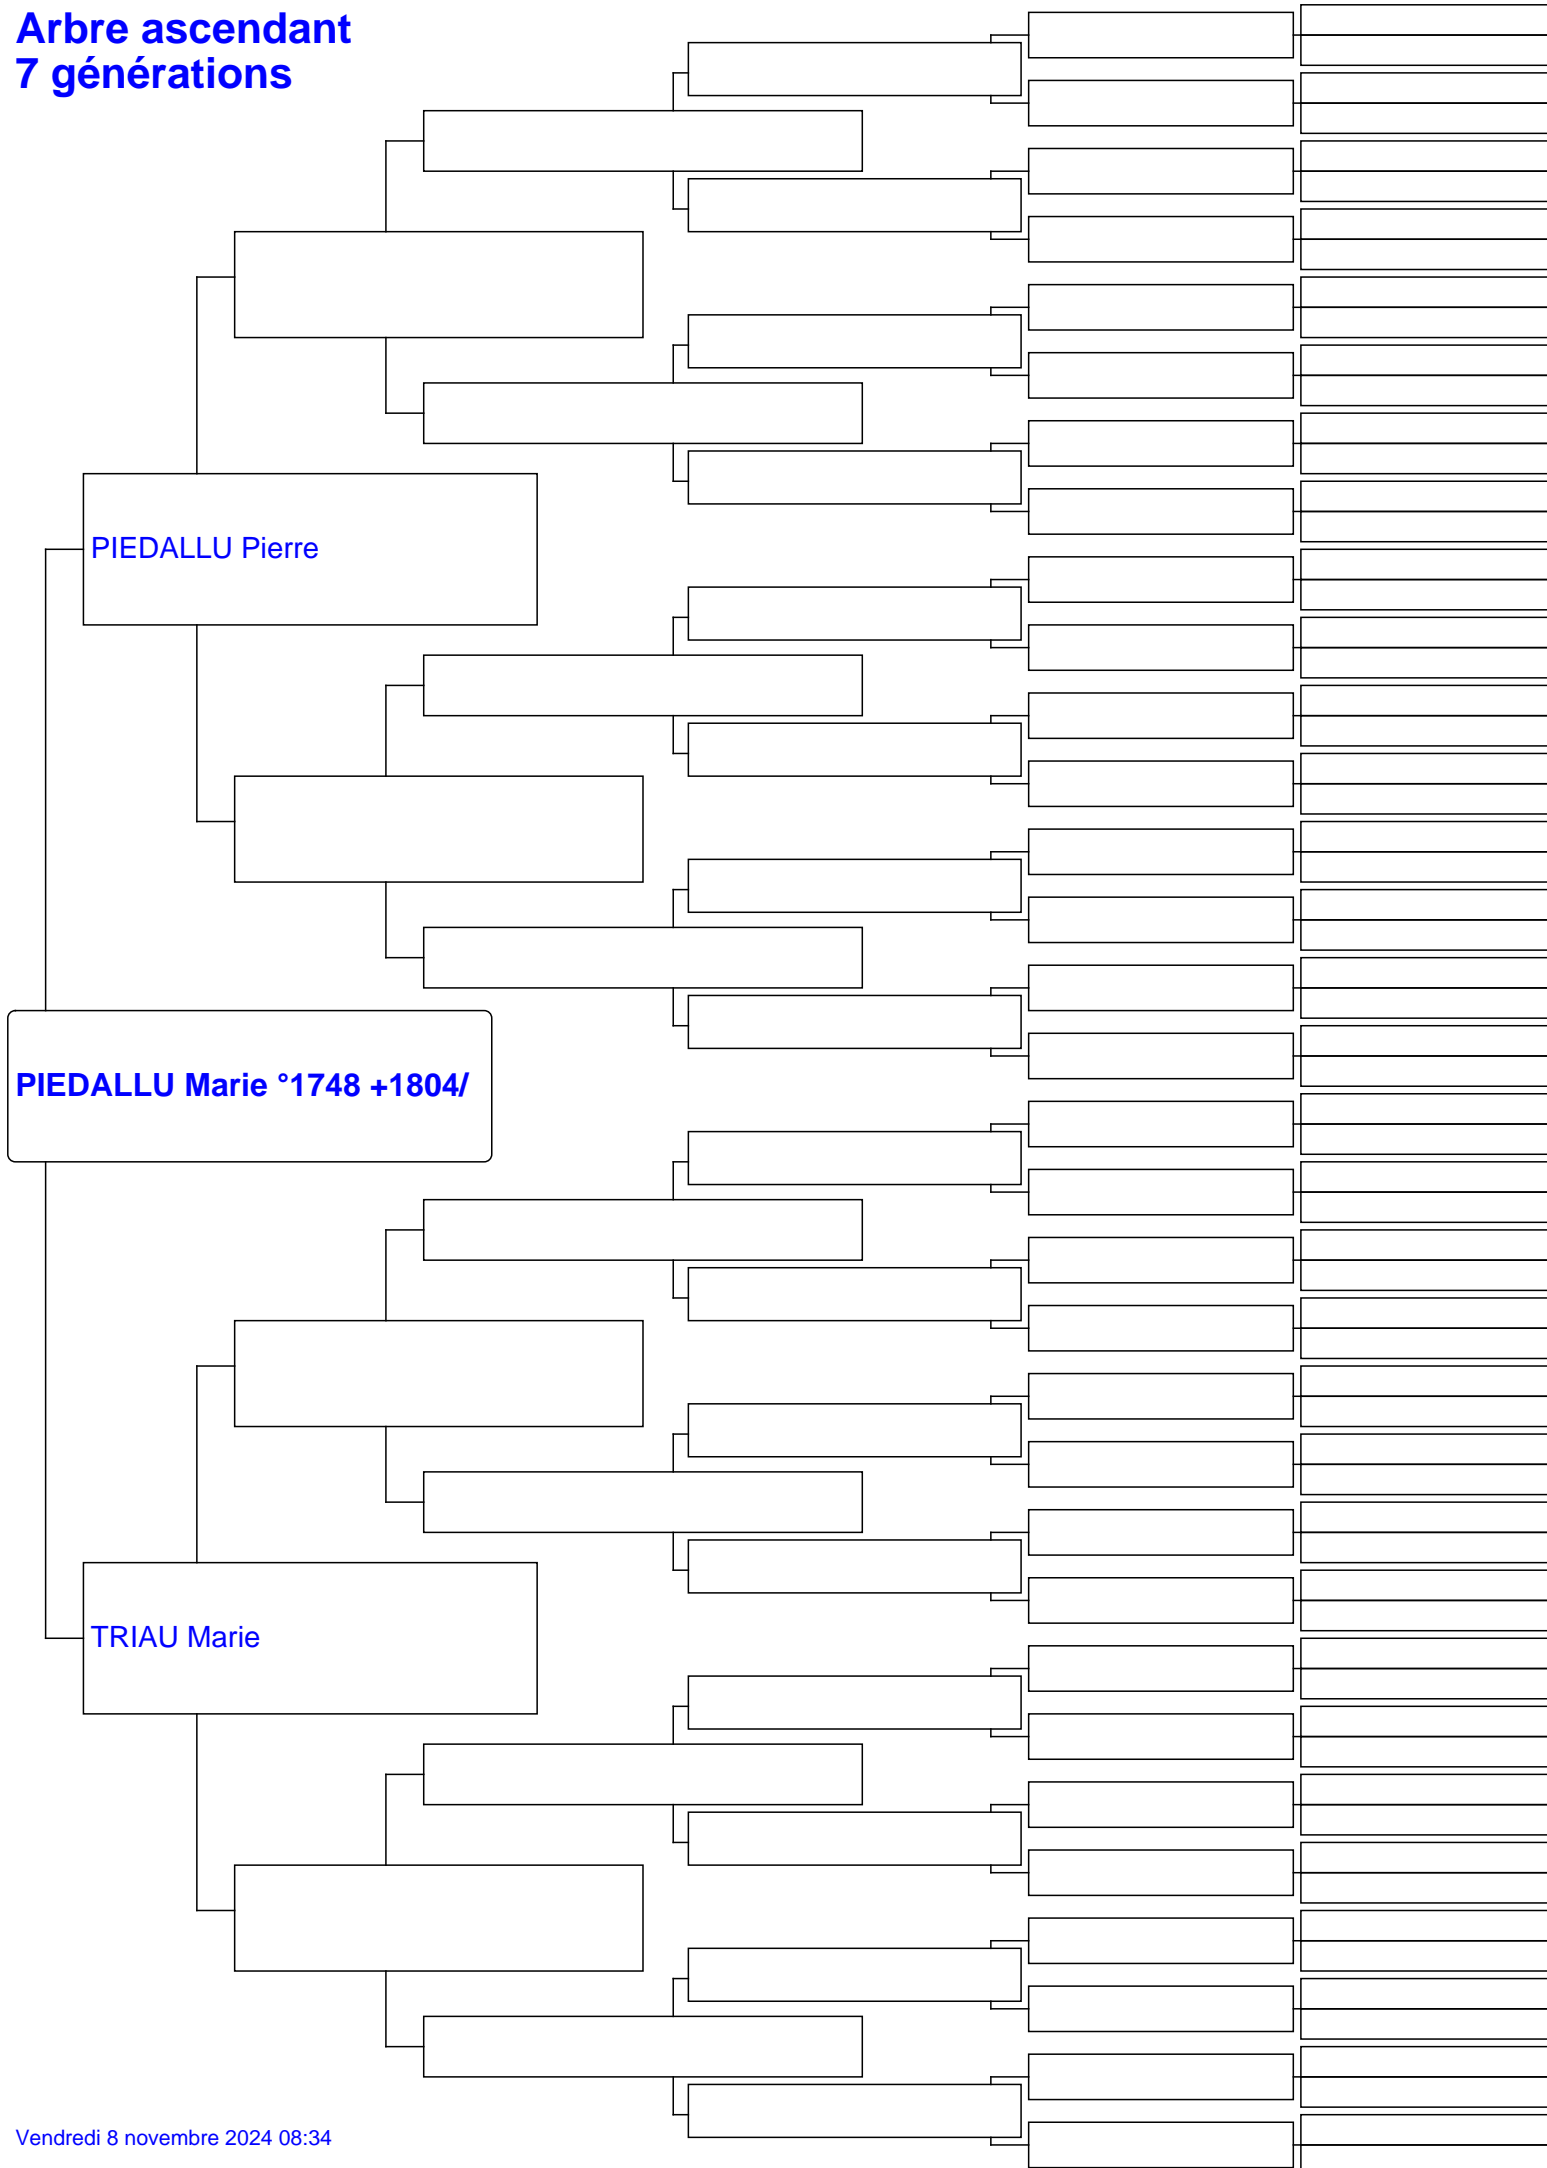 Arbre ascendant
7 générations
PIEDALLU Pierre
PIEDALLU Marie °1748 +1804/
TRIAU Marie
Vendredi 8 novembre 2024 08:34